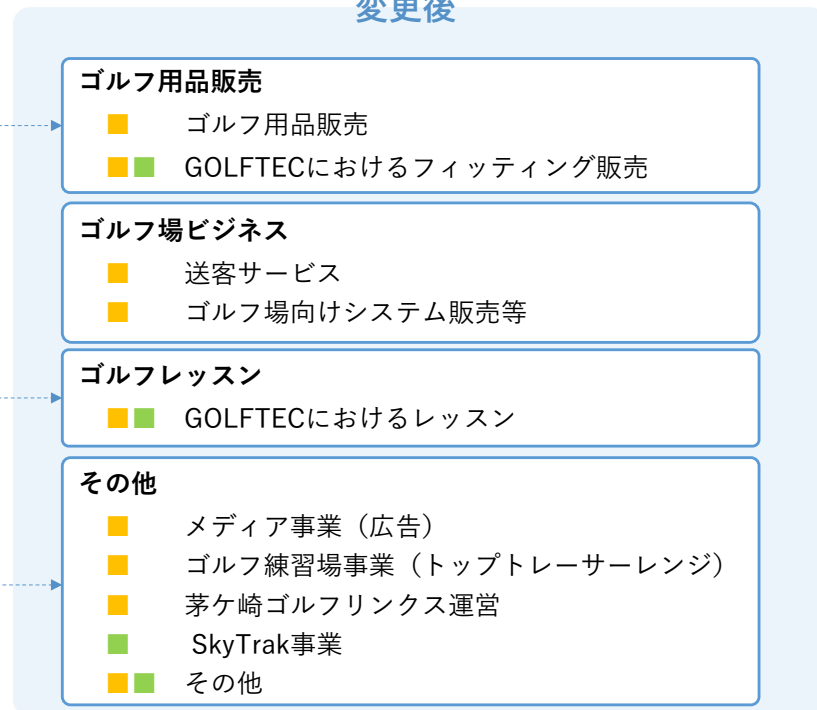 変更後
ゴルフ用品販売
ゴルフ用品販売
GOLFTECにおけるフィッティング販売
ゴルフ場ビジネス
送客サービス
ゴルフ場向けシステム販売等
ゴルフレッスン
GOLFTECにおけるレッスン
その他
メディア事業（広告）
ゴルフ練習場事業（トップトレーサーレンジ）
茅ケ崎ゴルフリンクス運営
SkyTrak事業
その他